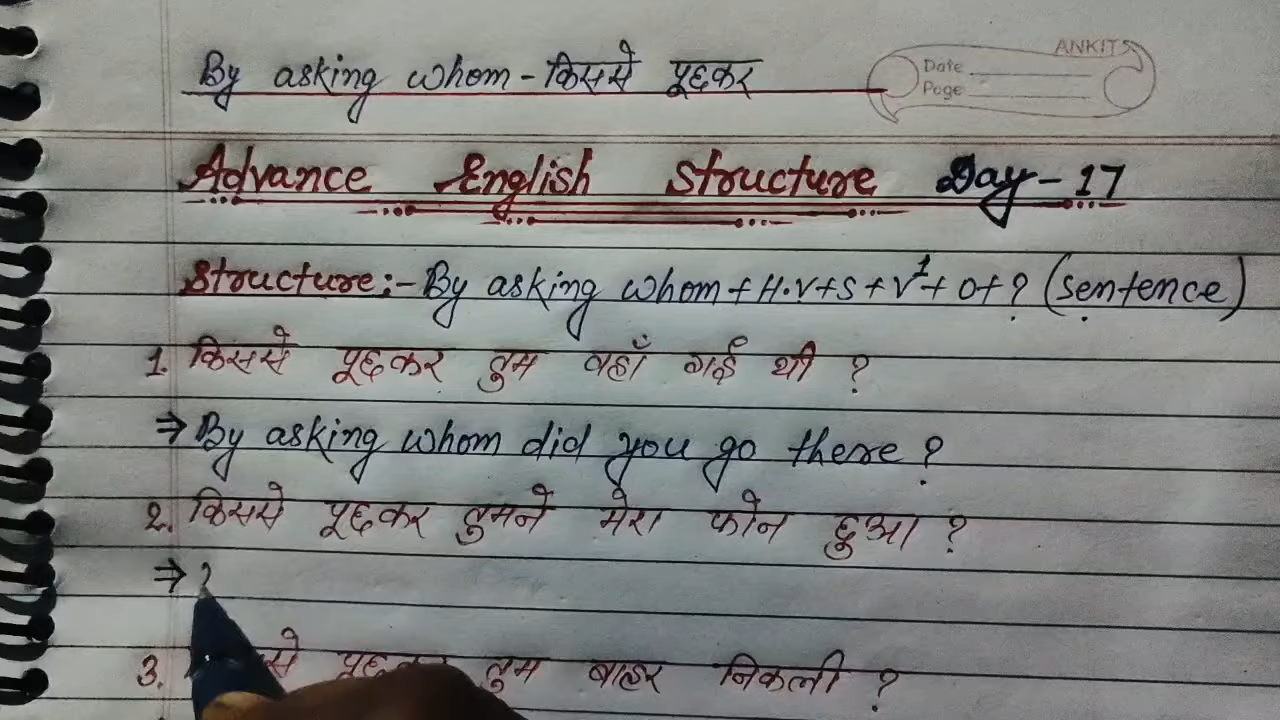 By asking whom - किससे पूछकर
ANKIT
Date
Page
Advance English Structure Day-17
Structure:- By asking whom + H.V + S + V¹ + O + ? (sentence)
1. किससे पूछकर तुम वहाँ गई थी ?
⇒ By asking whom did you go there ?
2. किससे पूछकर तुमने मेरा फोन छुआ ?
⇒
3. तुम बाहर निकली ?